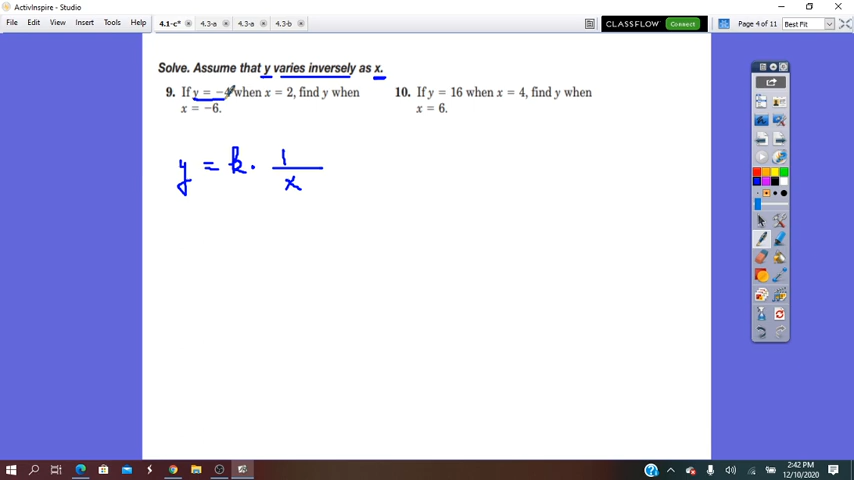 ActivInspire - Studio
File Edit View Insert Tools Help
4.1-c* 4.3-a 4.3-a 4.3-b
CLASSFLOW Connect
Page 4 of 11 Best Fit
Solve. Assume that y varies inversely as x.
9. If y = −4 when x = 2, find y when
x = −6.
10. If y = 16 when x = 4, find y when
x = 6.
y = k · 1/x
2:42 PM
12/10/2020